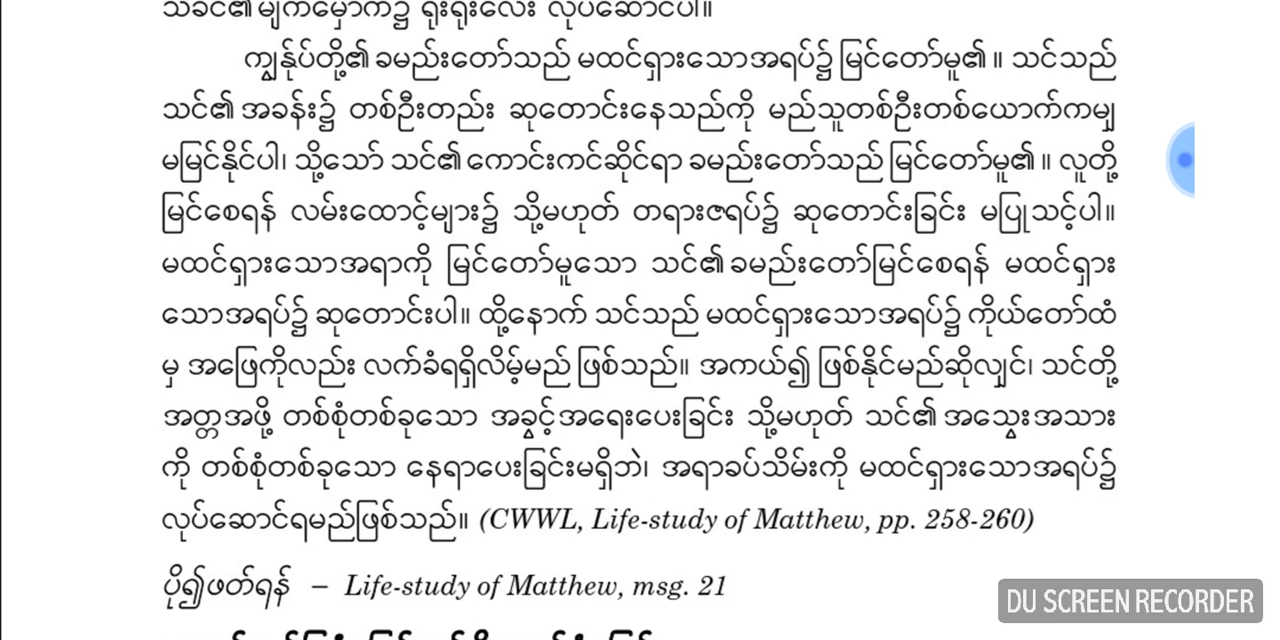 သခင်၏ မျက်မှောက်၌ ရိုးရိုးလေး လုပ်ဆောင်ပါ။
ကျွန်ုပ်တို့၏ ခမည်းတော်သည် မထင်ရှားသောအရပ်၌ မြင်တော်မူ၏ ။ သင်သည်
သင်၏ အခန်း၌ တစ်ဦးတည်း ဆုတောင်းနေသည်ကို မည်သူတစ်ဦးတစ်ယောက်ကမျှ
မမြင်နိုင်ပါ၊ သို့သော် သင်၏ ကောင်းကင်ဆိုင်ရာ ခမည်းတော်သည် မြင်တော်မူ၏ ။ လူတို့
မြင်စေရန် လမ်းထောင့်များ၌ သို့မဟုတ် တရားဇရပ်၌ ဆုတောင်းခြင်း မပြုသင့်ပါ။
မထင်ရှားသောအရာကို မြင်တော်မူသော သင်၏ ခမည်းတော်မြင်စေရန် မထင်ရှား
သောအရပ်၌ ဆုတောင်းပါ။ ထို့နောက် သင်သည် မထင်ရှားသောအရပ်၌ ကိုယ်တော်ထံ
မှ အဖြေကိုလည်း လက်ခံရရှိလိမ့်မည် ဖြစ်သည်။ အကယ်၍ ဖြစ်နိုင်မည်ဆိုလျှင်၊ သင်တို့
အတ္တအဖို့ တစ်စုံတစ်ခုသော အခွင့်အရေးပေးခြင်း သို့မဟုတ် သင်၏ အသွေးအသား
ကို တစ်စုံတစ်ခုသော နေရာပေးခြင်းမရှိဘဲ၊ အရာခပ်သိမ်းကို မထင်ရှားသောအရပ်၌
လုပ်ဆောင်ရမည်ဖြစ်သည်။ (CWWL, Life-study of Matthew, pp. 258-260)
ပို၍ဖတ်ရန် – Life-study of Matthew, msg. 21
DU SCREEN RECORDER